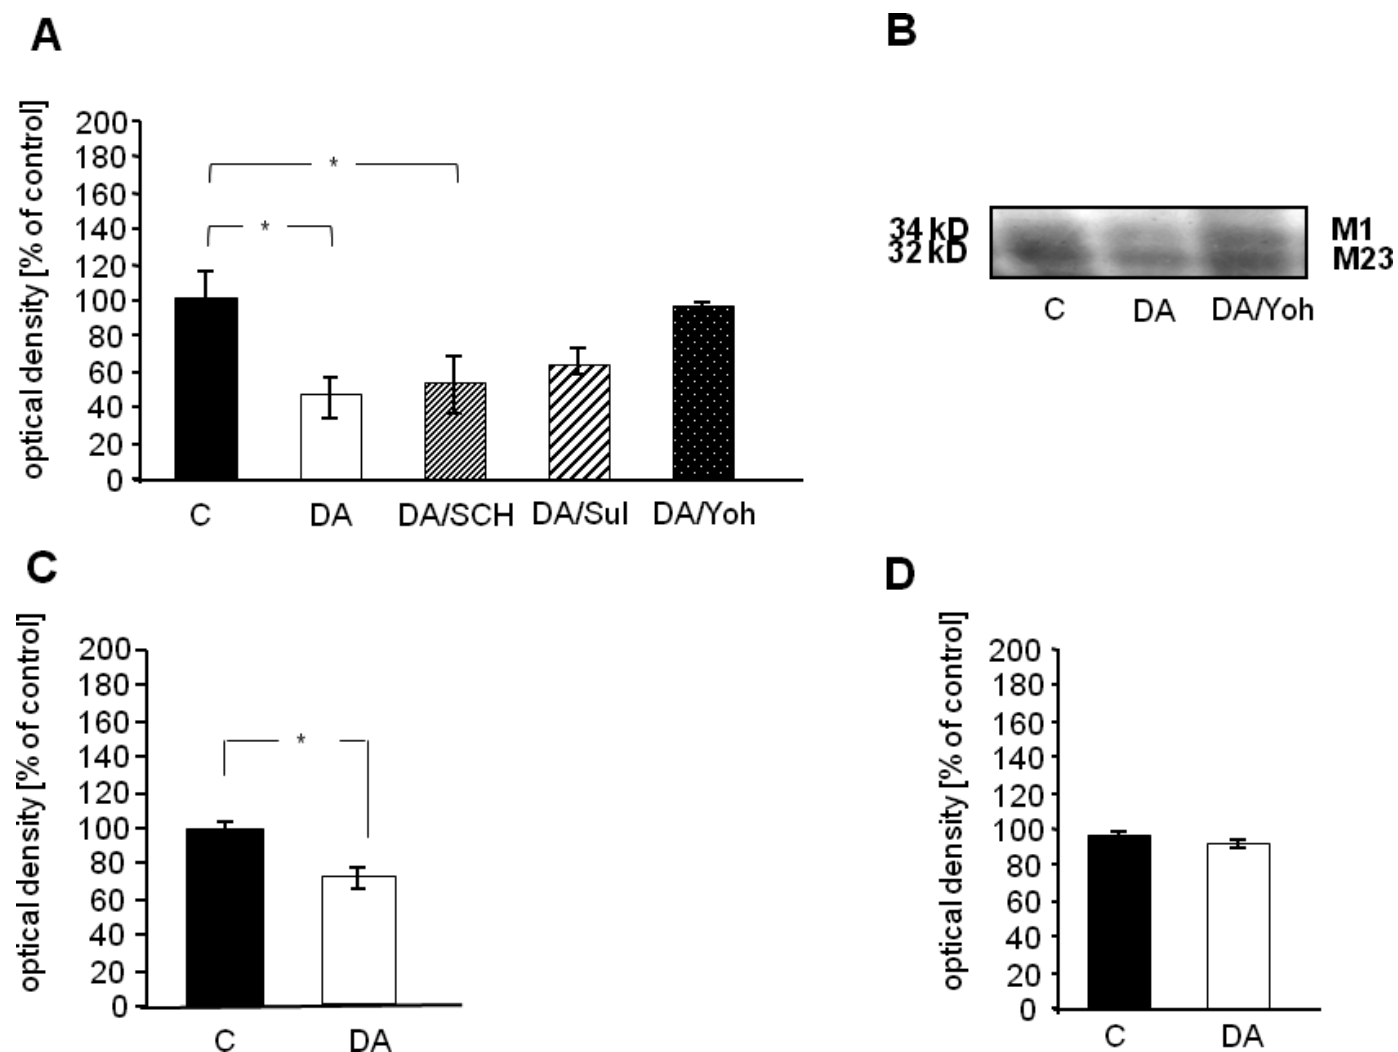 A
optical density [% of control]
200
180
160
140
120
100
80
60
40
20
0
*
*
C DA DA/SCH DA/Sul DA/Yoh
B
34 kD M1
32 kD M23
C DA DA/Yoh
C
optical density [% of control]
200
180
160
140
120
100
80
60
40
20
0
*
C DA
D
optical density [% of control]
200
180
160
140
120
100
80
60
40
20
0
C DA